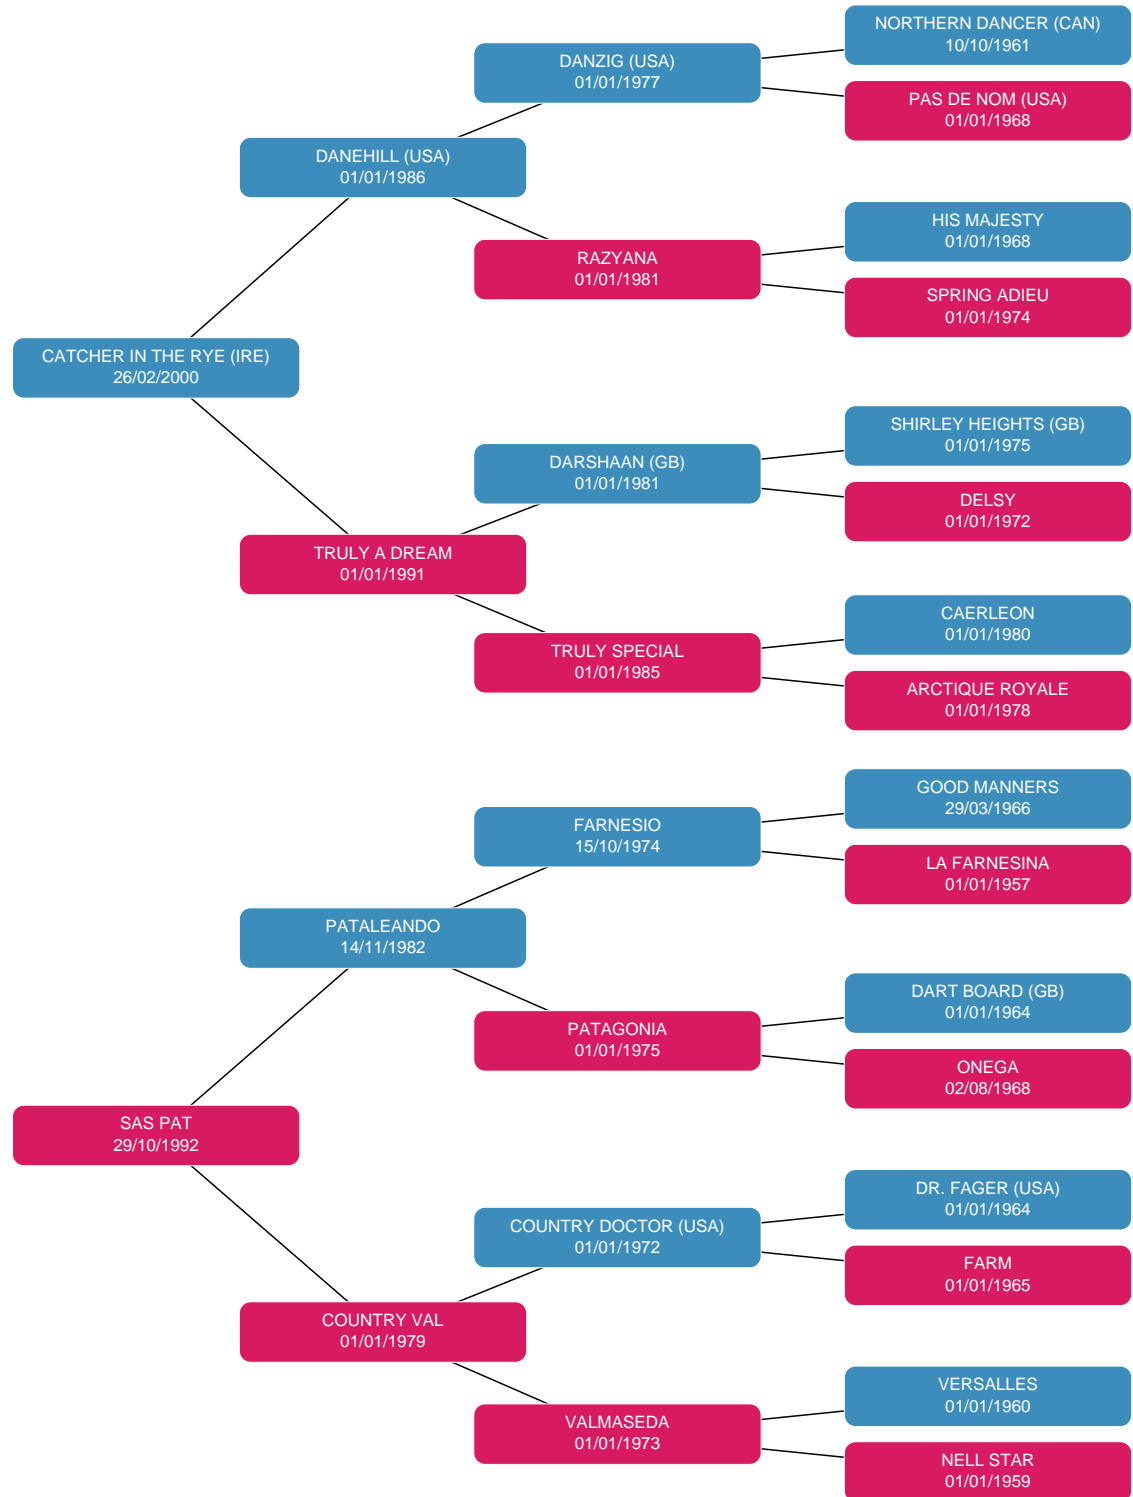 NORTHERN DANCER (CAN)
10/10/1961
DANZIG (USA)
01/01/1977
PAS DE NOM (USA)
01/01/1968
DANEHILL (USA)
01/01/1986
HIS MAJESTY
01/01/1968
RAZYANA
01/01/1981
SPRING ADIEU
01/01/1974
CATCHER IN THE RYE (IRE)
26/02/2000
SHIRLEY HEIGHTS (GB)
01/01/1975
DARSHAAN (GB)
01/01/1981
DELSY
01/01/1972
TRULY A DREAM
01/01/1991
CAERLEON
01/01/1980
TRULY SPECIAL
01/01/1985
ARCTIQUE ROYALE
01/01/1978
GOOD MANNERS
29/03/1966
FARNESIO
15/10/1974
LA FARNESINA
01/01/1957
PATALEANDO
14/11/1982
DART BOARD (GB)
01/01/1964
PATAGONIA
01/01/1975
ONEGA
02/08/1968
SAS PAT
29/10/1992
DR. FAGER (USA)
01/01/1964
COUNTRY DOCTOR (USA)
01/01/1972
FARM
01/01/1965
COUNTRY VAL
01/01/1979
VERSALLES
01/01/1960
VALMASEDA
01/01/1973
NELL STAR
01/01/1959